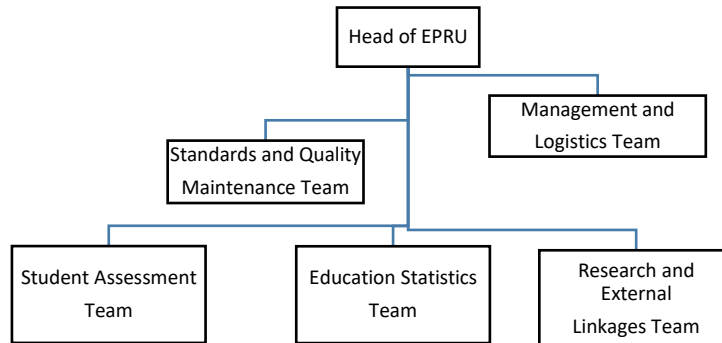 Head of EPRU
Management and
Logistics Team
Standards and Quality
Maintenance Team
Student Assessment
Team
Education Statistics
Team
Research and
External
Linkages Team